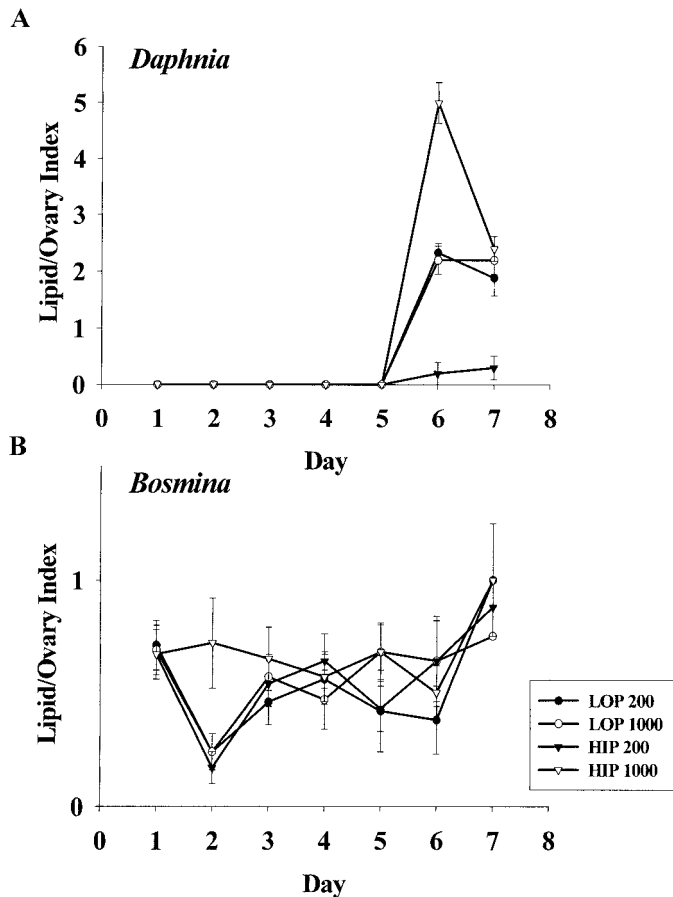 A
Daphnia
6
5
4
3
2
1
0
Lipid/Ovary Index
0 1 2 3 4 5 6 7 8
Day
B
Bosmina
1
0
Lipid/Ovary Index
0 1 2 3 4 5 6 7 8
Day
LOP 200
LOP 1000
HIP 200
HIP 1000